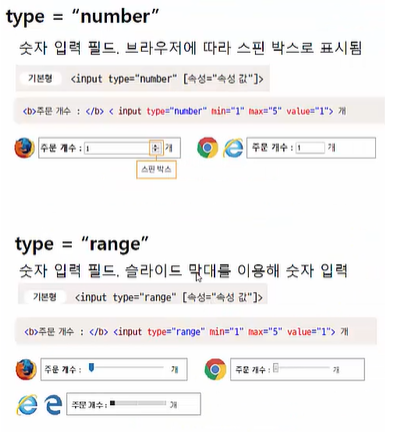 type = “number”
숫자 입력 필드. 브라우저에 따라 스핀 박스로 표시됨
기본형 <input type="number" [속성="속성 값"]>
<b>주문 개수 : </b> < input type="number" min="1" max="5" value="1"> 개
주문 개수 : 1 개 주문 개수 : 1 개
스핀 박스
type = “range”
숫자 입력 필드. 슬라이드 막대를 이용해 숫자 입력
기본형 <input type="range" [속성="속성 값"]>
<b>주문 개수 : </b> <input type="range" min="1" max="5" value="1"> 개
주문 개수 : 개 주문 개수 : 개
주문 개수 : 개